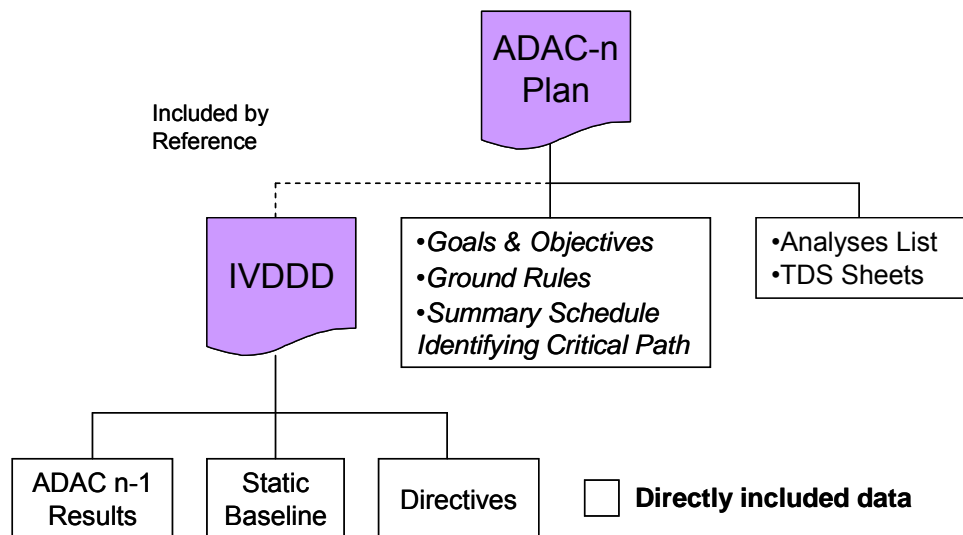 ADAC-n
Plan
Included by
Reference
IVDDD
•Goals & Objectives
•Ground Rules
•Summary Schedule
Identifying Critical Path
•Analyses List
•TDS Sheets
ADAC n-1
Results
Static
Baseline
Directives
Directly included data